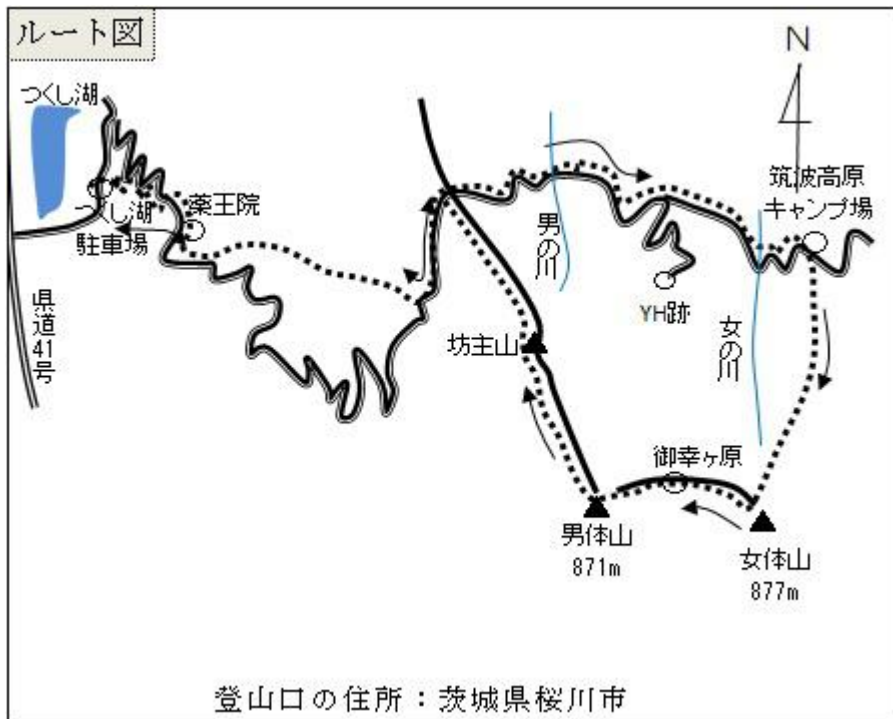 ルート図
N
つくし湖
つくし湖
駐車場
薬王院
県道41号
男の川
筑波高原
キャンプ場
YH跡
女の川
坊主山
御幸ヶ原
男体山
871m
女体山
877m
登山口の住所：茨城県桜川市